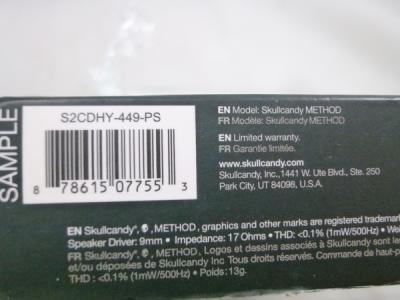 SAMPLE
S2CDHY-449-PS
8 78615 07755 3
EN Model: Skullcandy METHOD
FR Modèle: Skullcandy METHOD
EN Limited warranty.
FR Garantie limitée.
www.skullcandy.com
Skullcandy, Inc.,1441 W. Ute Blvd., Ste. 250
Park City, UT 84098, U.S.A.
EN Skullcandy®, METHOD, graphics and other marks are registered trademar
Speaker Driver: 9mm • Impedance: 17 Ohms • THD: <0.1% (1mW/500Hz) • We
FR Skullcandy®, METHOD, Logos et dessins associés à Skullcandy sont d
et/ou déposées de Skullcandy Inc Tous droits réservés. Commande de haut-p
THD : <0.1% (1mW/500Hz) • Poids: 13g.